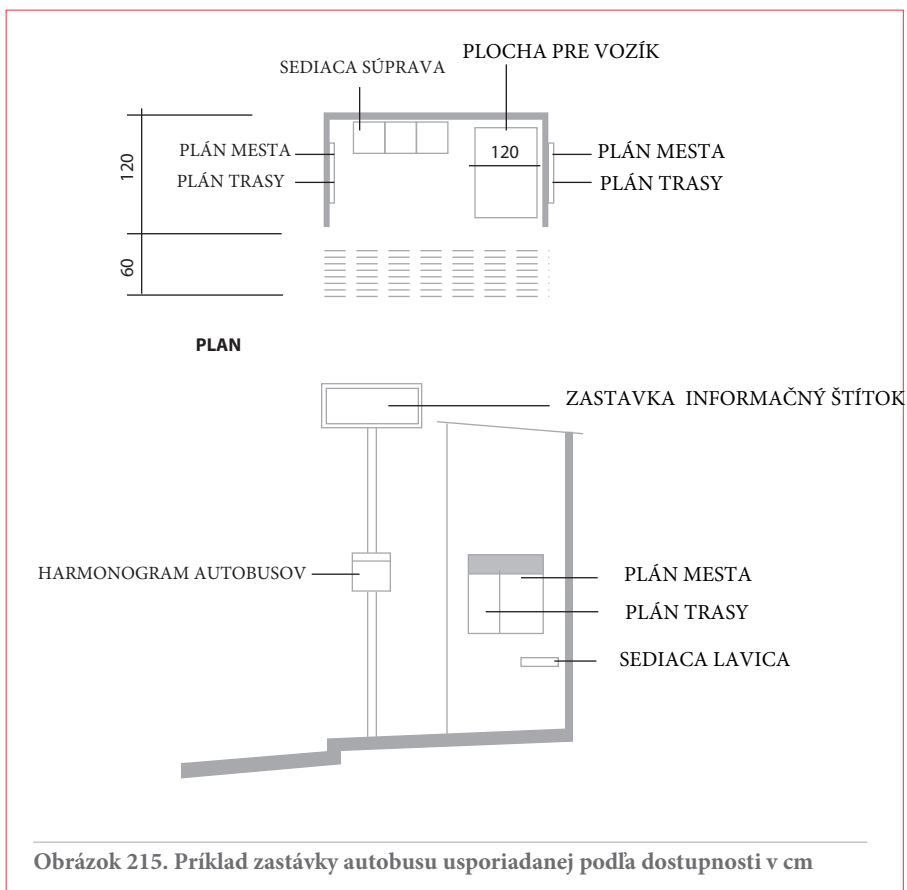 PLOCHA PRE VOZÍK
SEDIACA SÚPRAVA
120
PLÁN MESTA
PLÁN TRASY
120
PLÁN MESTA
PLÁN TRASY
60
PLAN
ZASTAVKA INFORMAČNÝ ŠTÍTOK
HARMONOGRAM AUTOBUSOV
PLÁN MESTA
PLÁN TRASY
SEDIACA LAVICA
Obrázok 215. Príklad zastávky autobusu usporiadanej podľa dostupnosti v cm